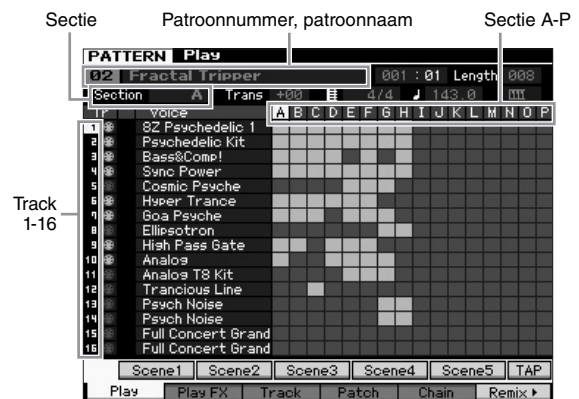 Sectie Patroonnummer, patroonnaam Sectie A-P
PATTERN Play
02 Fractal Tripper 001 : 01 Length 008
Section A Trans +00 4/4 143.0
Tr Voice A B C D E F G H I J K L M N O P
1 8Z Psychedelic 1
2 Psychedelic Kit
3 Bass&Comp!
4 Sync Power
5 Cosmic Psyche
6 Hyper Trance
7 Goa Psyche
8 Ellipsotron
9 High Pass Gate
10 Analog
11 Analog T8 Kit
12 Trancious Line
13 Psych Noise
14 Psych Noise
15 Full Concert Grand
16 Full Concert Grand
Track
1-16
Scene1 Scene2 Scene3 Scene4 Scene5 TAP
Play Play FX Track Patch Chain Remix